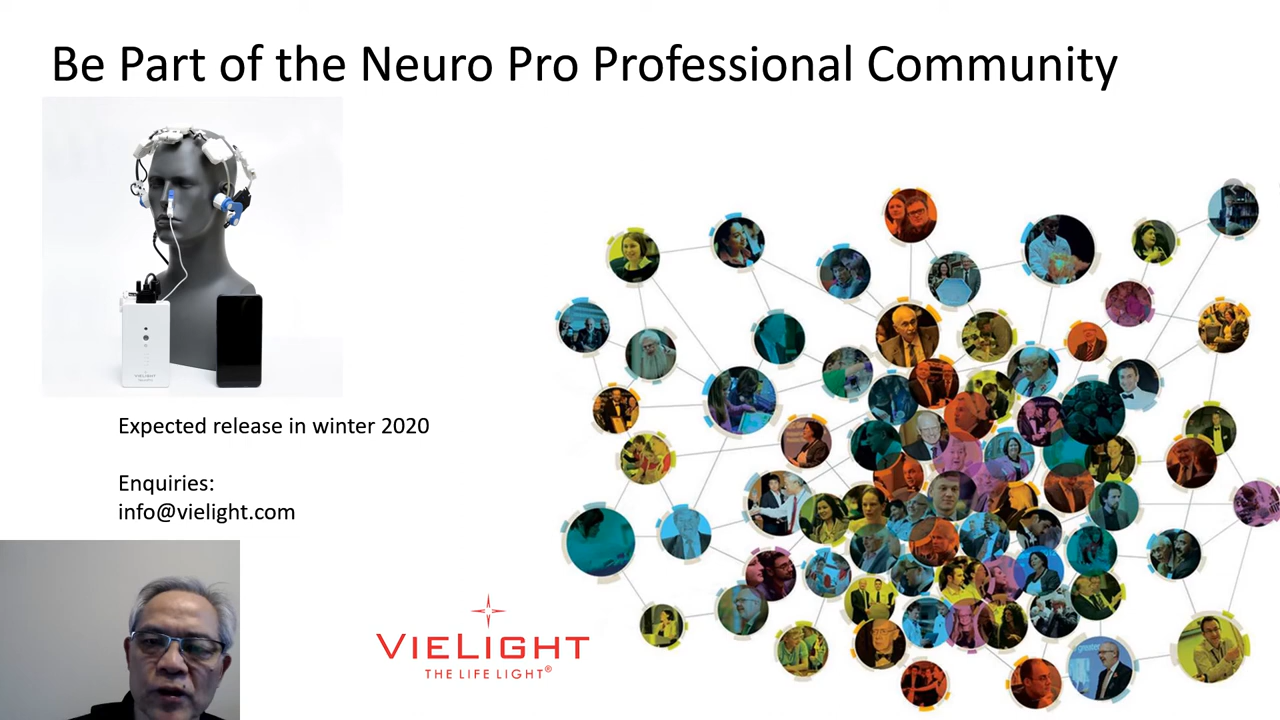 Be Part of the Neuro Pro Professional Community
VIELIGHT
Expected release in winter 2020
Enquiries:
info@vielight.com
VIELIGHT
THE LIFE LIGHT®